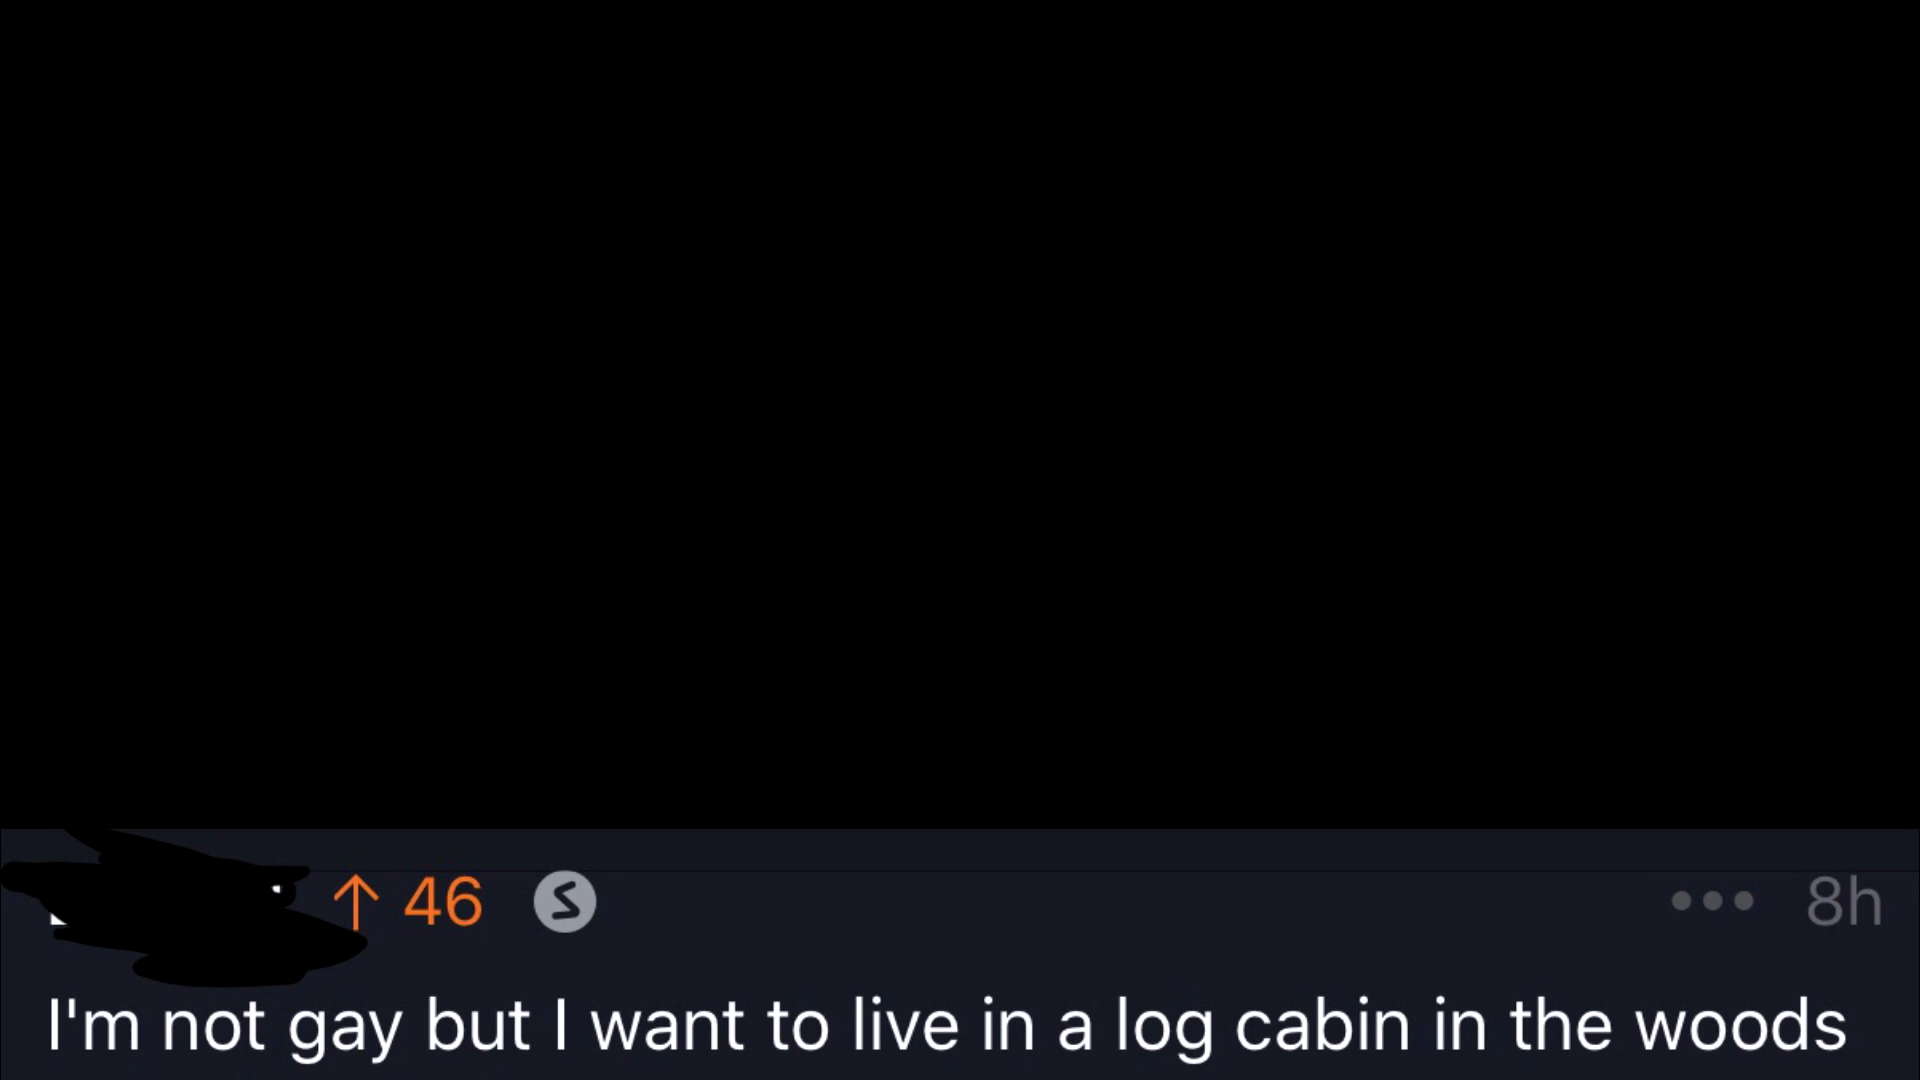 ↑ 46 S ••• 8h
I'm not gay but I want to live in a log cabin in the woods